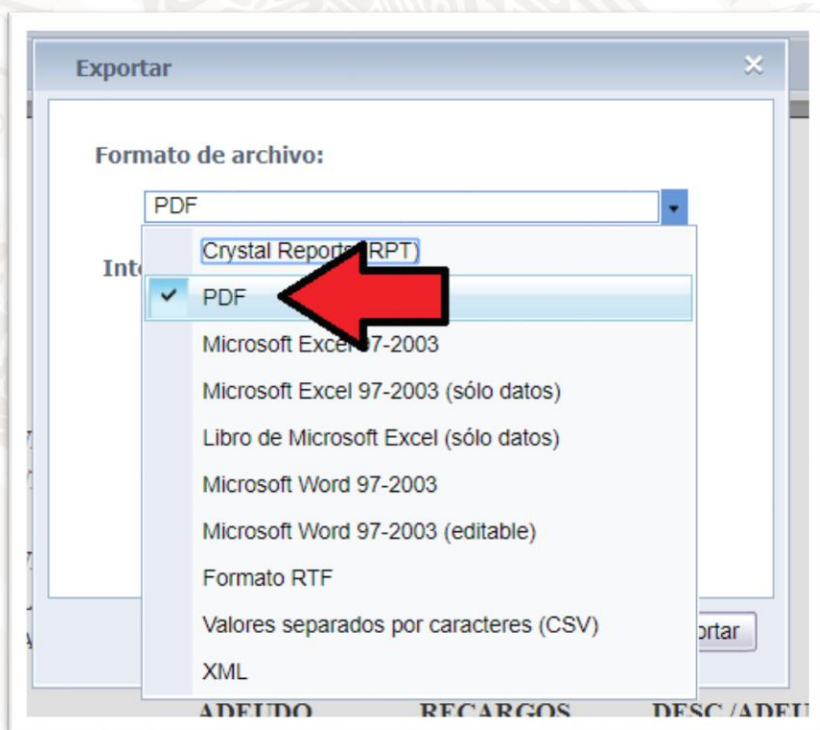 Exportar
Formato de archivo:
PDF
Crystal Reports (RPT)
PDF
Microsoft Excel 97-2003
Microsoft Excel 97-2003 (sólo datos)
Libro de Microsoft Excel (sólo datos)
Microsoft Word 97-2003
Microsoft Word 97-2003 (editable)
Formato RTF
Valores separados por caracteres (CSV)
XML
ADEUDO RECARGOS